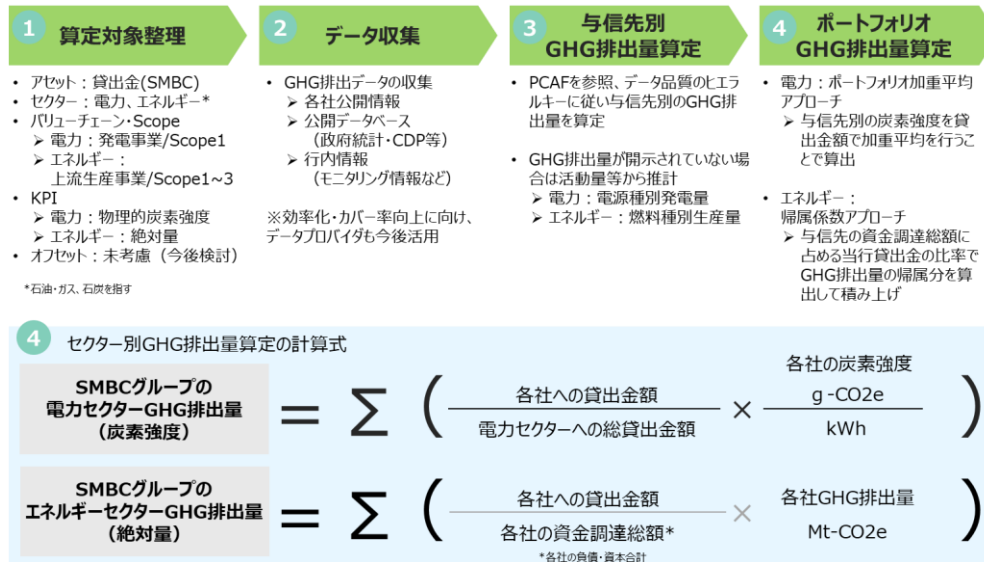 1 算定対象整理
• アセット：貸出金(SMBC)
• セクター：電力、エネルギー*
• バリューチェーン・Scope
➤ 電力：発電事業/Scope1
➤ エネルギー：
上流生産事業/Scope1~3
• KPI
➤ 電力：物理的炭素強度
➤ エネルギー：絶対量
• オフセット：未考慮（今後検討）
*石油・ガス、石炭を指す
2 データ収集
• GHG排出データの収集
➤ 各社公開情報
➤ 公開データベース
（政府統計・CDP等）
➤ 行内情報
（モニタリング情報など）
※効率化・カバー率向上に向け、
データプロバイダも今後活用
3 与信先別
GHG排出量算定
• PCAFを参照、データ品質のヒエラ
ルキーに従い与信先別のGHG排
出量を算定
• GHG排出量が開示されていない場
合は活動量等から推計
➤ 電力：電源種別発電量
➤ エネルギー：燃料種別生産量
4 ポートフォリオ
GHG排出量算定
• 電力：ポートフォリオ加重平均
アプローチ
➤ 与信先別の炭素強度を貸
出金額で加重平均を行うこ
とで算出
• エネルギー：
帰属係数アプローチ
➤ 与信先の資金調達総額に
占める当行貸出金の比率で
GHG排出量の帰属分を算
出して積み上げ
4 セクター別GHG排出量算定の計算式
SMBCグループの
電力セクターGHG排出量
（炭素強度）
= Σ (
各社への貸出金額
電力セクターへの総貸出金額
×
各社の炭素強度
g-CO2e
kWh
)
SMBCグループの
エネルギーセクターGHG排出量
（絶対量）
= Σ (
各社への貸出金額
各社の資金調達総額*
*各社の負債・資本合計
×
各社GHG排出量
Mt-CO2e
)